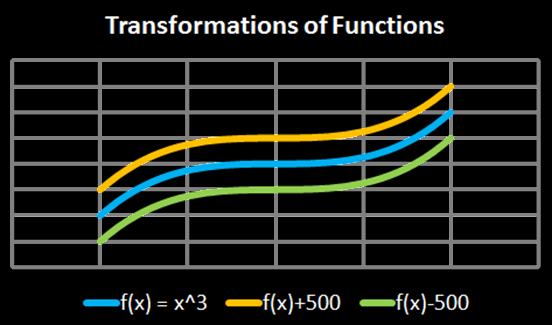 Transformations of Functions
f(x) = x^3 f(x)+500 f(x)-500